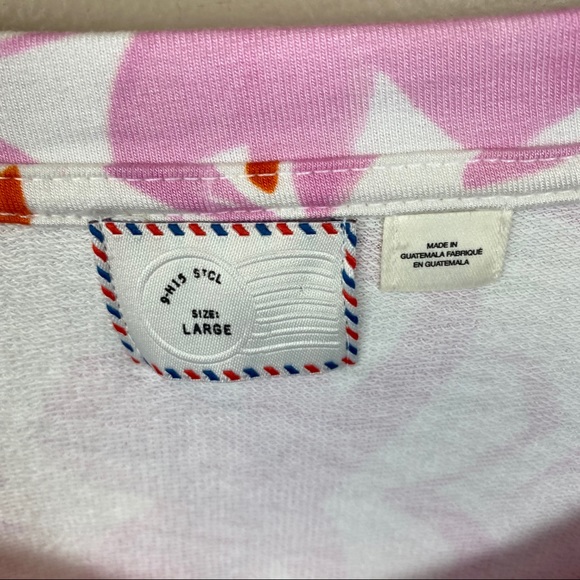 9-H15 STCL
SIZE:
LARGE
MADE IN
GUATEMALA FABRIQUÉ
EN GUATEMALA